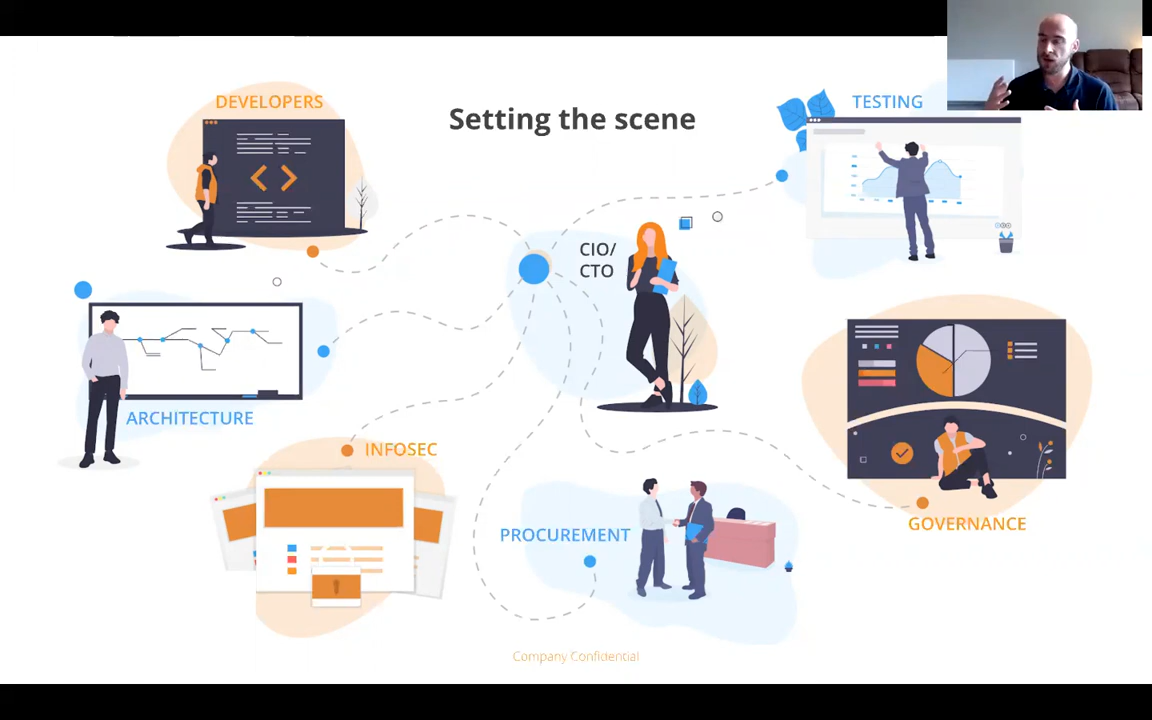 Setting the scene
DEVELOPERS
TESTING
CIO/
CTO
ARCHITECTURE
INFOSEC
PROCUREMENT
GOVERNANCE
Company Confidential